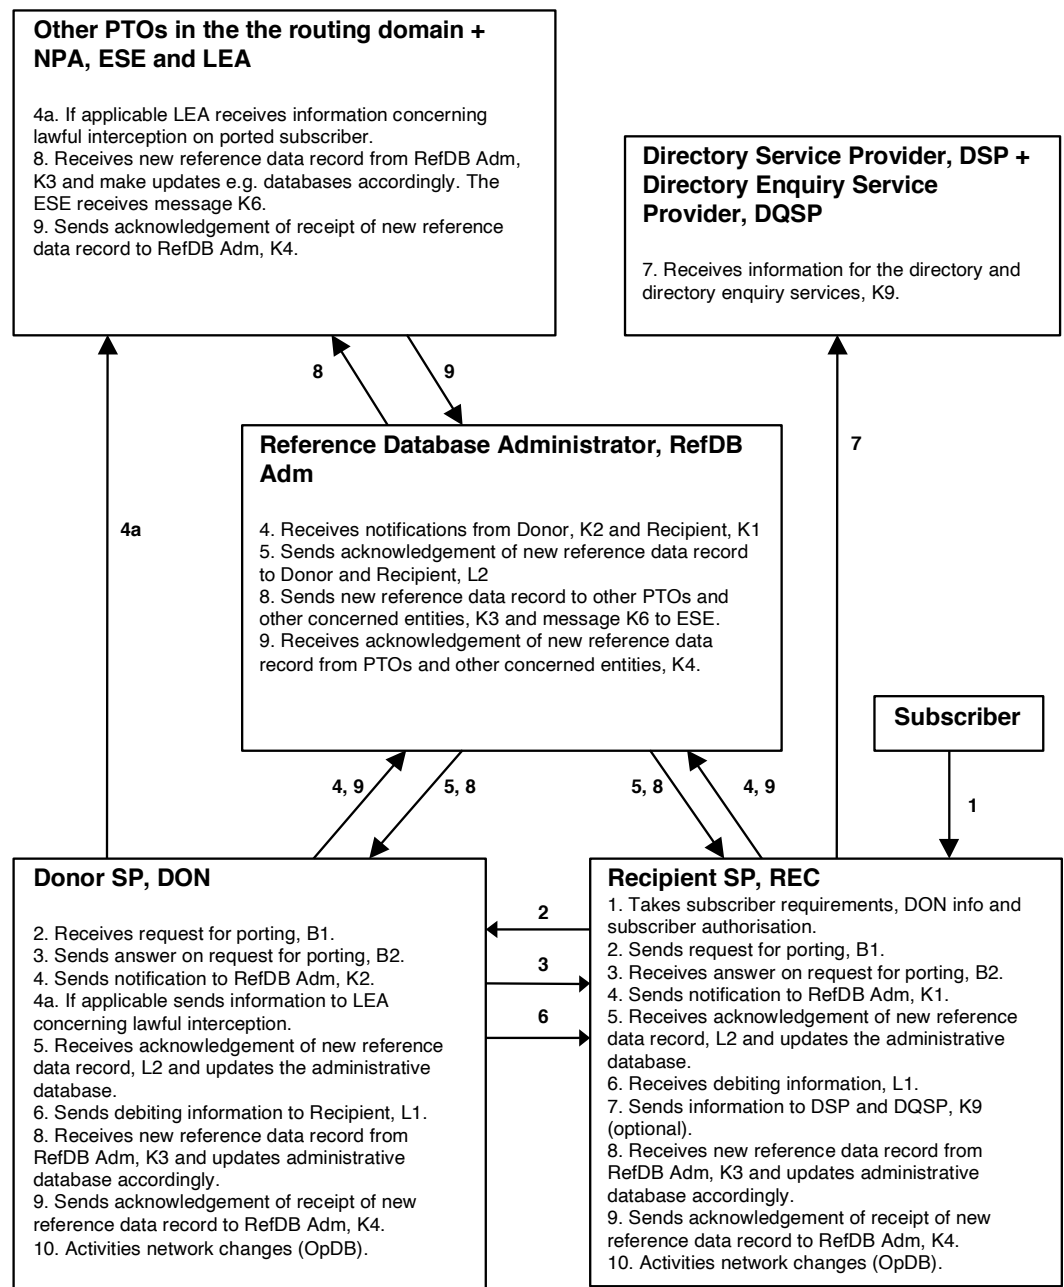 Other PTOs in the the routing domain +
NPA, ESE and LEA
4a. If applicable LEA receives information concerning
lawful interception on ported subscriber.
8. Receives new reference data record from RefDB Adm,
K3 and make updates e.g. databases accordingly. The
ESE receives message K6.
9. Sends acknowledgement of receipt of new reference
data record to RefDB Adm, K4.
Directory Service Provider, DSP +
Directory Enquiry Service
Provider, DQSP
7. Receives information for the directory and
directory enquiry services, K9.
8
9
7
4a
Reference Database Administrator, RefDB
Adm
4. Receives notifications from Donor, K2 and Recipient, K1
5. Sends acknowledgement of new reference data record
to Donor and Recipient, L2
8. Sends new reference data record to other PTOs and
other concerned entities, K3 and message K6 to ESE.
9. Receives acknowledgement of new reference data
record from PTOs and other concerned entities, K4.
Subscriber
4, 9
5, 8
5, 8
4, 9
1
Donor SP, DON
2. Receives request for porting, B1.
3. Sends answer on request for porting, B2.
4. Sends notification to RefDB Adm, K2.
4a. If applicable sends information to LEA
concerning lawful interception.
5. Receives acknowledgement of new reference
data record, L2 and updates the administrative
database.
6. Sends debiting information to Recipient, L1.
8. Receives new reference data record from
RefDB Adm, K3 and updates administrative
database accordingly.
9. Sends acknowledgement of receipt of new
reference data record to RefDB Adm, K4.
10. Activities network changes (OpDB).
2
3
6
Recipient SP, REC
1. Takes subscriber requirements, DON info and
subscriber authorisation.
2. Sends request for porting, B1.
3. Receives answer on request for porting, B2.
4. Sends notification to RefDB Adm, K1.
5. Receives acknowledgement of new reference
data record, L2 and updates the administrative
database.
6. Receives debiting information, L1.
7. Sends information to DSP and DQSP, K9
(optional).
8. Receives new reference data record from
RefDB Adm, K3 and updates administrative
database accordingly.
9. Sends acknowledgement of receipt of new
reference data record to RefDB Adm, K4.
10. Activities network changes (OpDB).